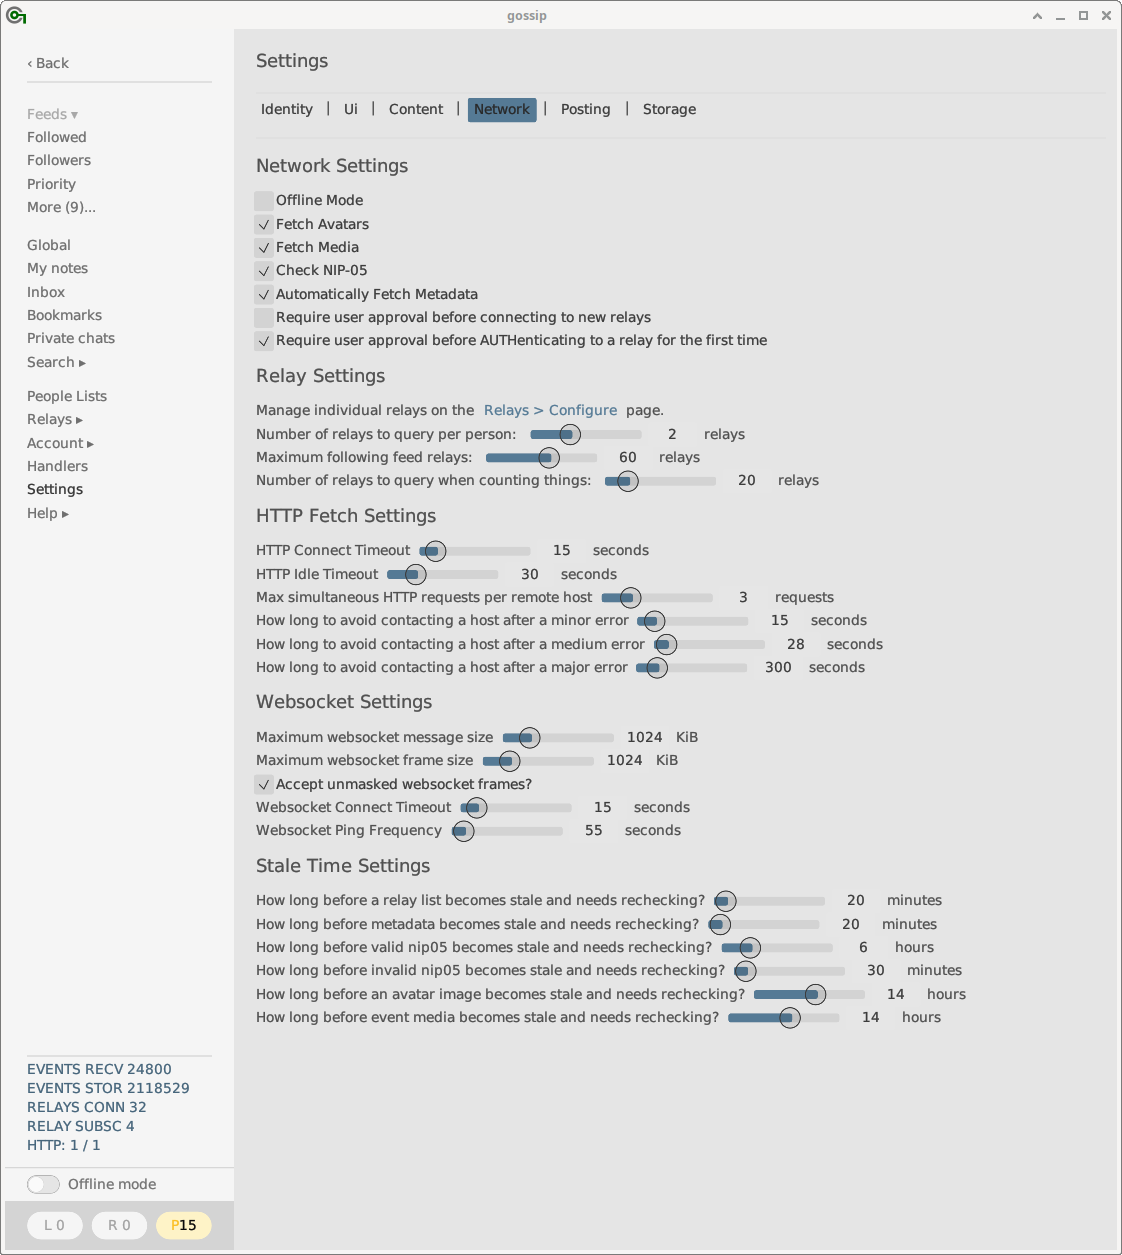 gossip
‹ Back
Feeds ▾
Followed
Followers
Priority
More (9)...
Global
My notes
Inbox
Bookmarks
Private chats
Search ▸
People Lists
Relays ▸
Account ▸
Handlers
Settings
Help ▸
EVENTS RECV 24800
EVENTS STOR 2118529
RELAYS CONN 32
RELAY SUBSC 4
HTTP: 1 / 1
Offline mode
L 0 R 0 P15
Settings
Identity | Ui | Content | Network | Posting | Storage
Network Settings
Offline Mode
Fetch Avatars
Fetch Media
Check NIP-05
Automatically Fetch Metadata
Require user approval before connecting to new relays
Require user approval before AUTHenticating to a relay for the first time
Relay Settings
Manage individual relays on the Relays > Configure page.
Number of relays to query per person: 2 relays
Maximum following feed relays: 60 relays
Number of relays to query when counting things: 20 relays
HTTP Fetch Settings
HTTP Connect Timeout 15 seconds
HTTP Idle Timeout 30 seconds
Max simultaneous HTTP requests per remote host 3 requests
How long to avoid contacting a host after a minor error 15 seconds
How long to avoid contacting a host after a medium error 28 seconds
How long to avoid contacting a host after a major error 300 seconds
Websocket Settings
Maximum websocket message size 1024 KiB
Maximum websocket frame size 1024 KiB
Accept unmasked websocket frames?
Websocket Connect Timeout 15 seconds
Websocket Ping Frequency 55 seconds
Stale Time Settings
How long before a relay list becomes stale and needs rechecking? 20 minutes
How long before metadata becomes stale and needs rechecking? 20 minutes
How long before valid nip05 becomes stale and needs rechecking? 6 hours
How long before invalid nip05 becomes stale and needs rechecking? 30 minutes
How long before an avatar image becomes stale and needs rechecking? 14 hours
How long before event media becomes stale and needs rechecking? 14 hours